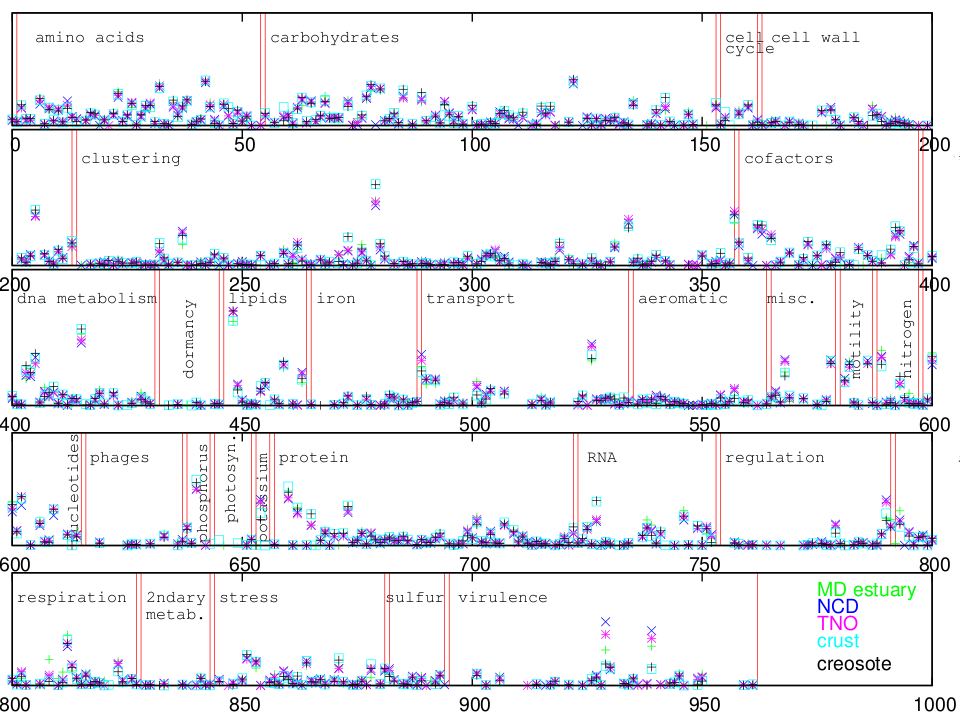 amino acids carbohydrates cell cell wall
cycle
0 50 100 150 200
clustering cofactors
200 250 300 350 400
dna metabolism dormancy lipids iron transport aeromatic misc. motility nitrogen
400 450 500 550 600
nucleotides phages phosphorus photosyn. potassium protein RNA regulation
600 650 700 750 800
respiration 2ndary stress sulfur virulence
metab.
MD estuary
NCD
TNO
crust
creosote
800 850 900 950 1000